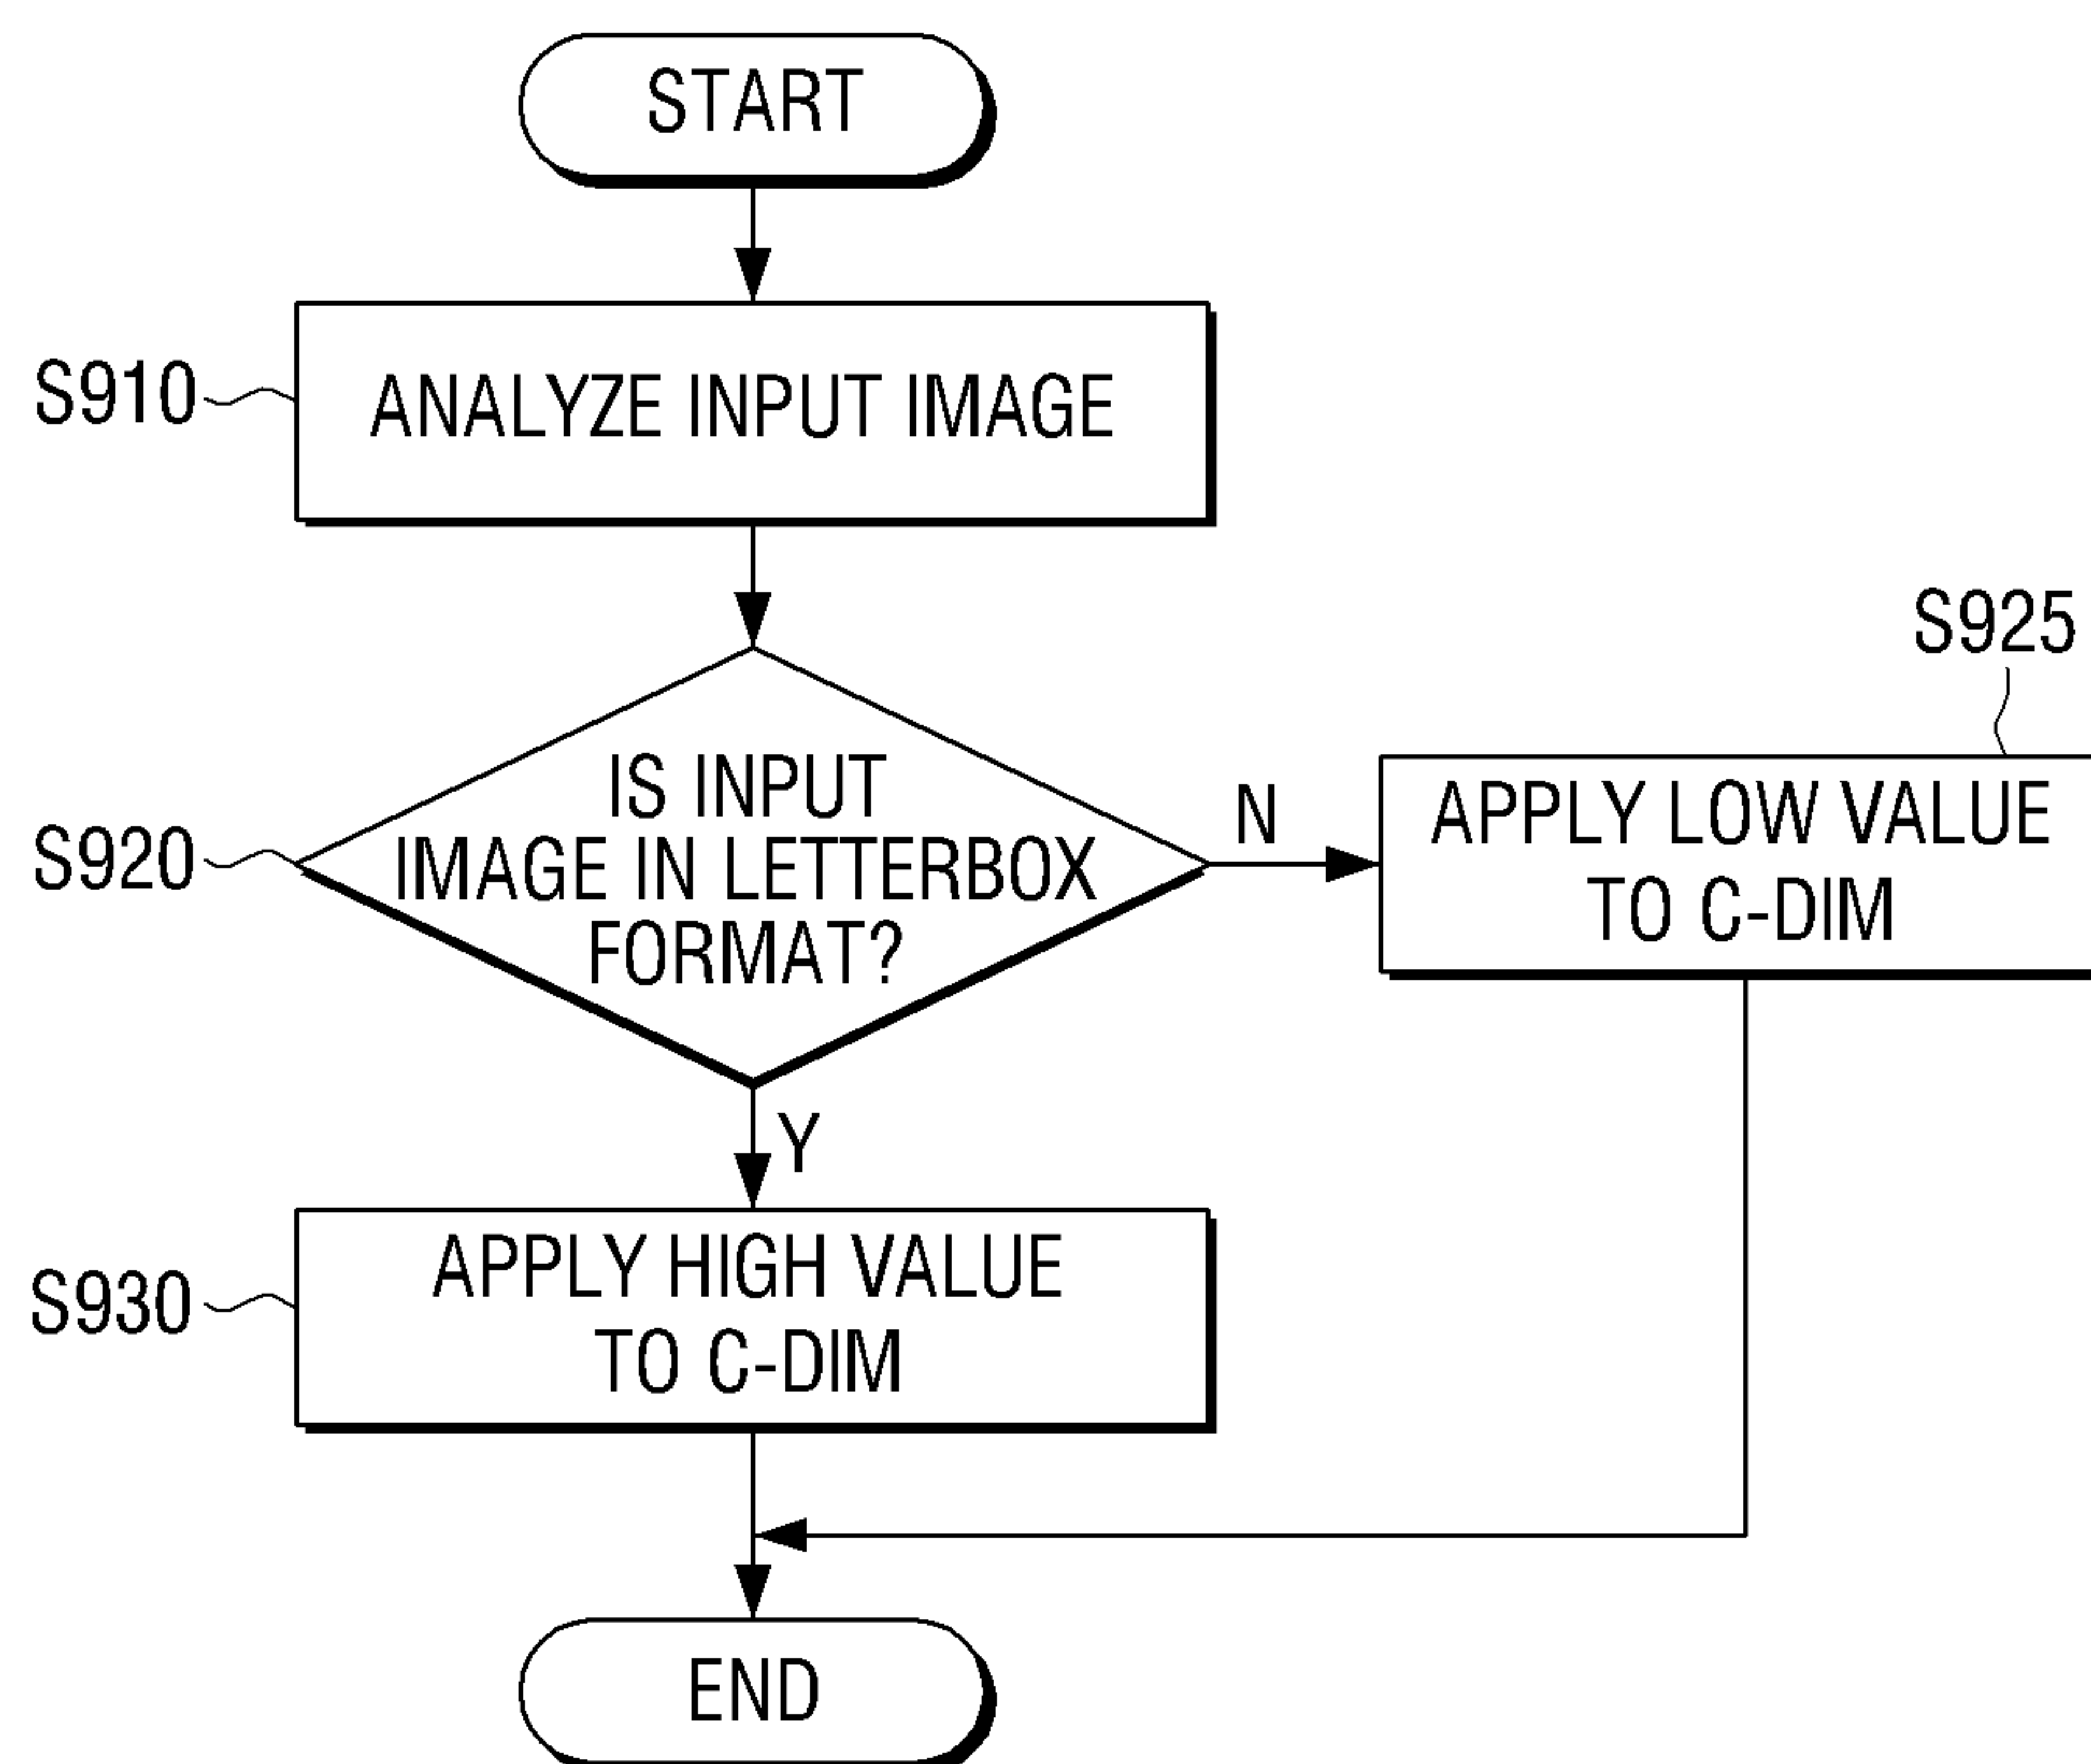 START
S910
ANALYZE INPUT IMAGE
S920
IS INPUT
IMAGE IN LETTERBOX
FORMAT?
N
S925
APPLY LOW VALUE
TO C-DIM
Y
S930
APPLY HIGH VALUE
TO C-DIM
END